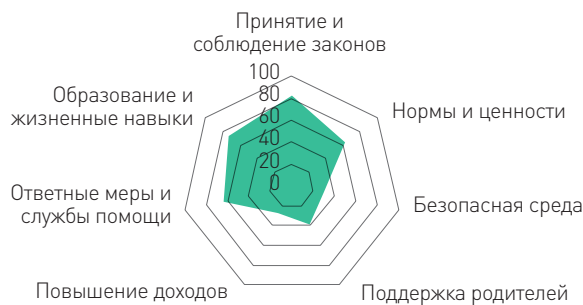 Принятие и
соблюдение законов
100
80
60
40
20
0
Нормы и ценности
Безопасная среда
Поддержка родителей
Повышение доходов
Ответные меры и
службы помощи
Образование и
жизненные навыки